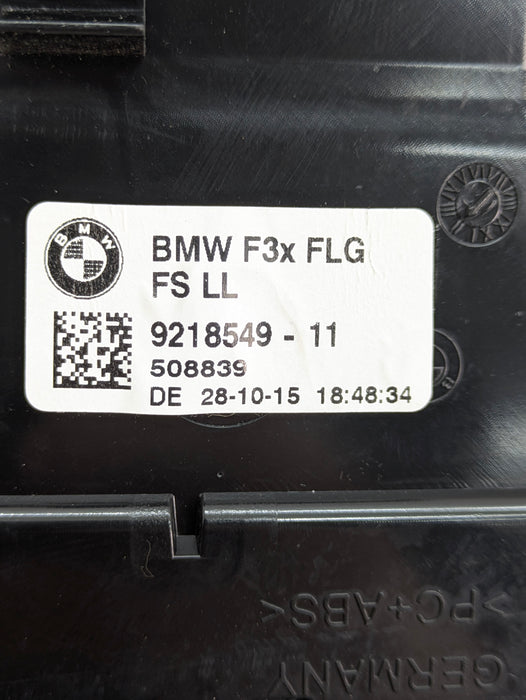 BMW
BMW F3x FLG
FS LL
9218549 - 11
508839
DE 28-10-15 18:48:34
>PC+ABS<
GERMANY